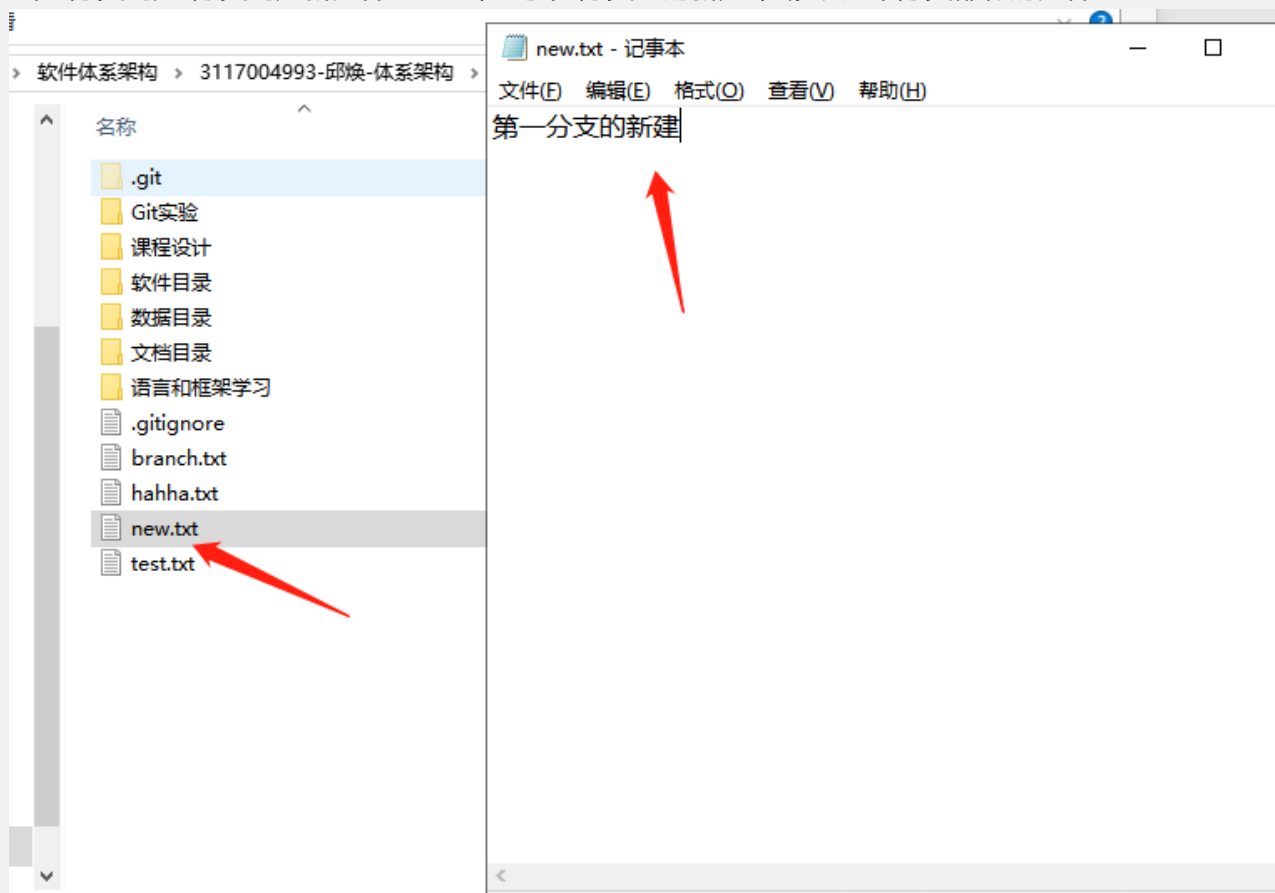 软件体系架构 > 3117004993-邱焕-体系架构 >
名称
.git
Git实验
课程设计
软件目录
数据目录
文档目录
语言和框架学习
.gitignore
branch.txt
hahha.txt
new.txt
test.txt
new.txt - 记事本
文件(F) 编辑(E) 格式(O) 查看(V) 帮助(H)
第一分支的新建